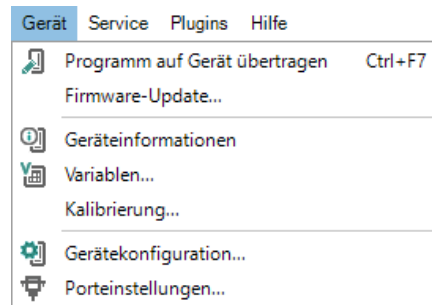 Gerät Service Plugins Hilfe
Programm auf Gerät übertragen Ctrl+F7
Firmware-Update...
Geräteinformationen
Variablen...
Kalibrierung...
Gerätekonfiguration...
Porteinstellungen...